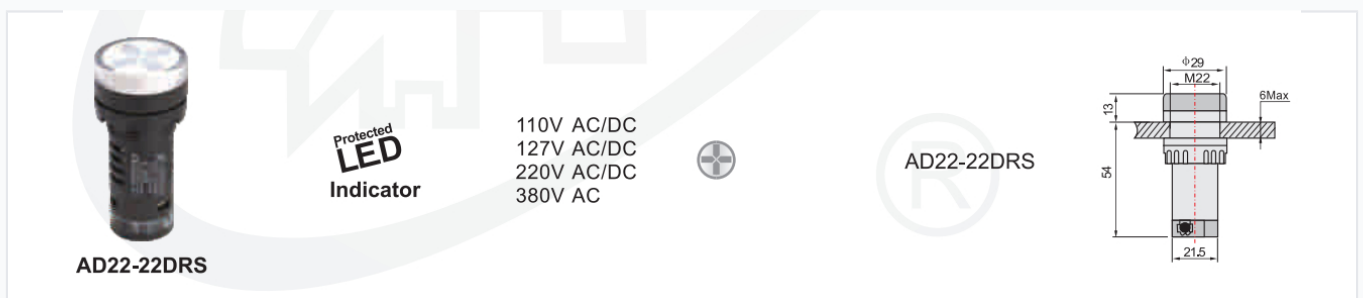 AD22-22DRS
Protected
LED
Indicator
110V AC/DC
127V AC/DC
220V AC/DC
380V AC
®
AD22-22DRS
Φ29
M22
6Max
13
54
21.5